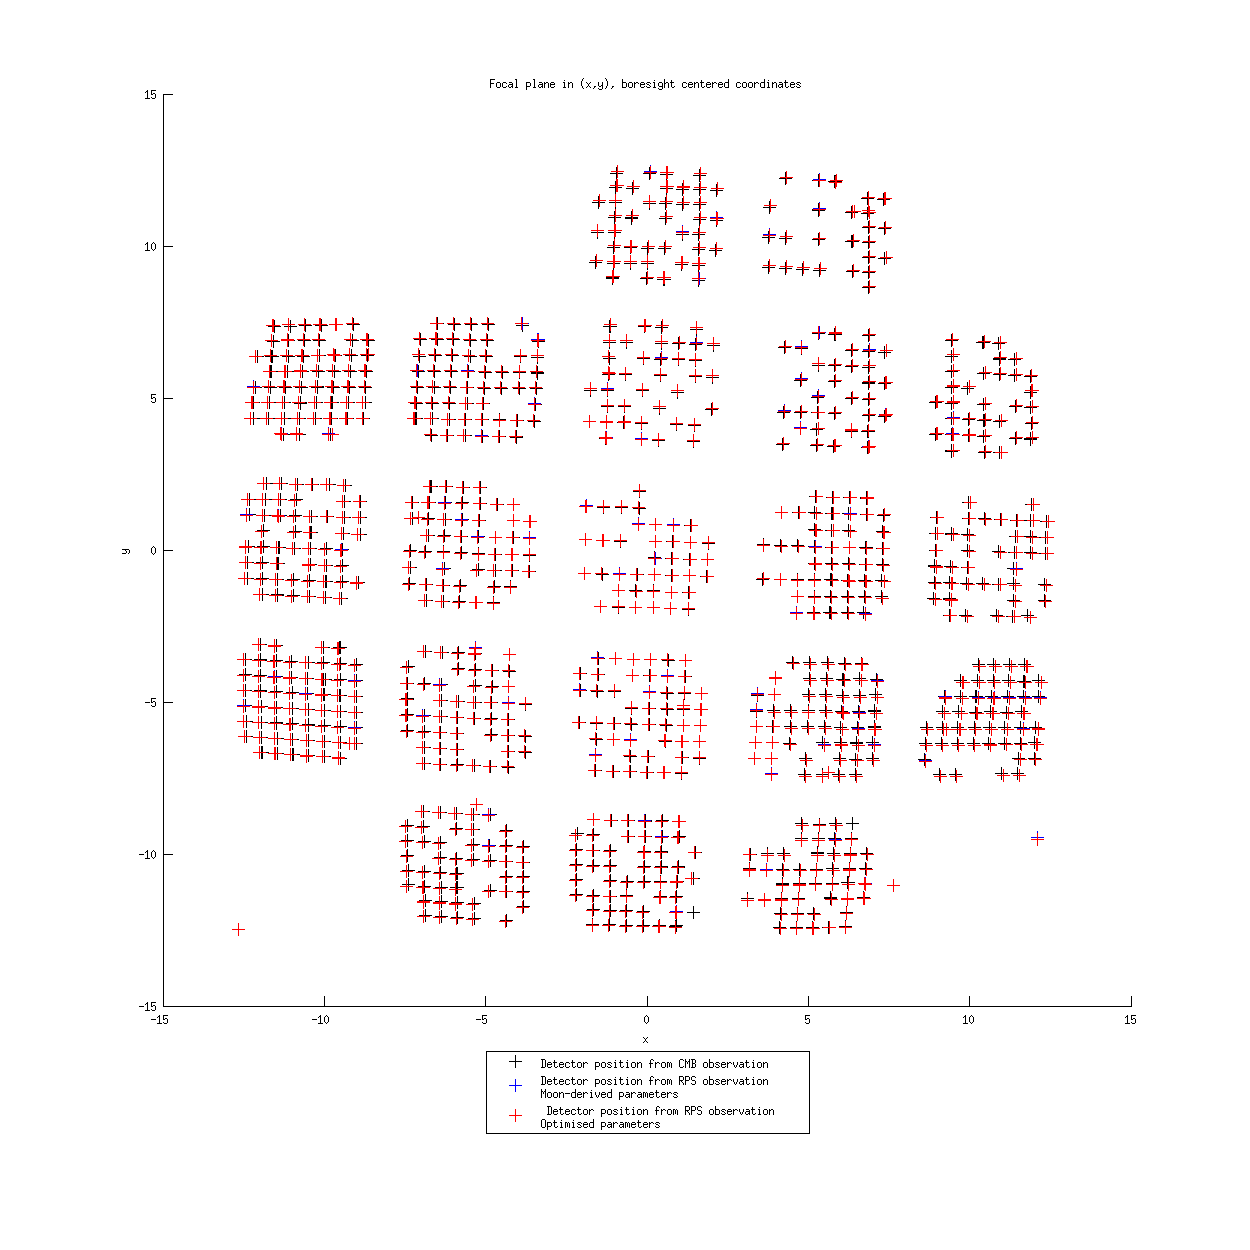 Focal plane in (x,y), boresight centered coordinates
15
10
5
0
-5
-10
-15
y
-15
-10
-5
0
5
10
15
x
Detector position from CMB observation
Detector position from RPS observation
Moon-derived parameters
Detector position from RPS observation
Optimised parameters